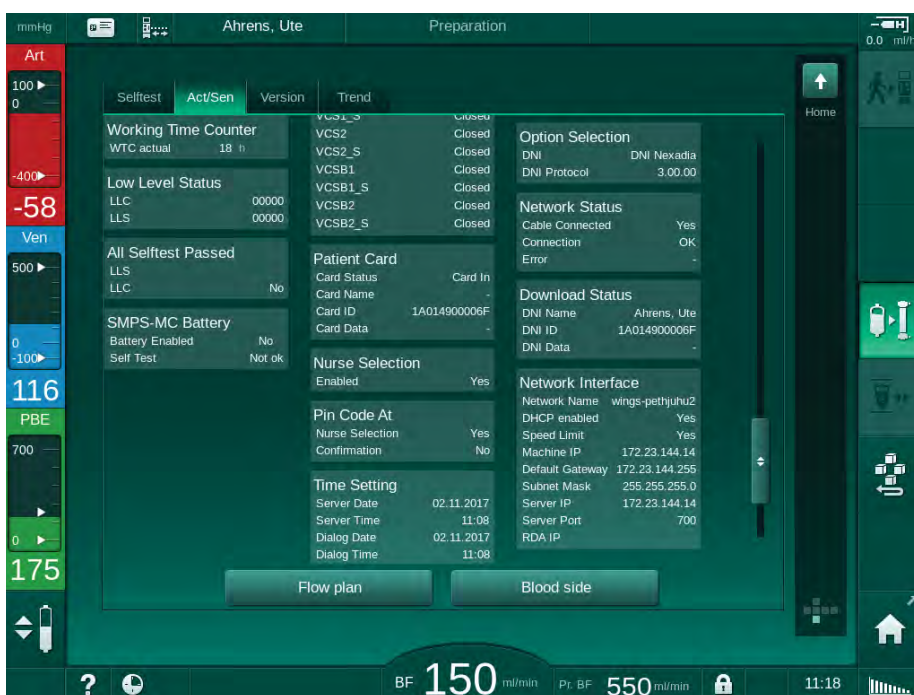 mmHg
Ahrens, Ute
Preparation
0.0 ml/h
Art
100
0
-400
-58
Ven
500
0
-100
116
PBE
700
0
175
Selftest
Act/Sen
Version
Trend
Home
Working Time Counter
WTC actual 18 h
Low Level Status
LLC 00000
LLS 00000
All Selftest Passed
LLS
LLC No
SMPS-MC Battery
Battery Enabled No
Self Test Not ok
VCS1_S Closed
VCS2 Closed
VCS2_S Closed
VCSB1 Closed
VCSB1_S Closed
VCSB2 Closed
VCSB2_S Closed
Patient Card
Card Status Card In
Card Name -
Card ID 1A014900006F
Card Data -
Nurse Selection
Enabled Yes
Pin Code At
Nurse Selection Yes
Confirmation No
Time Setting
Server Date 02.11.2017
Server Time 11:08
Dialog Date 02.11.2017
Dialog Time 11:08
Option Selection
DNI DNI Nexadia
DNI Protocol 3.00.00
Network Status
Cable Connected Yes
Connection OK
Error -
Download Status
DNI Name Ahrens, Ute
DNI ID 1A014900006F
DNI Data -
Network Interface
Network Name wings-pethjuhu2
DHCP enabled Yes
Speed Limit Yes
Machine IP 172.23.144.14
Default Gateway 172.23.144.255
Subnet Mask 255.255.255.0
Server IP 172.23.144.14
Server Port 700
RDA IP
Flow plan
Blood side
?
BF 150 ml/min
Pr. BF 550 ml/min
11:18